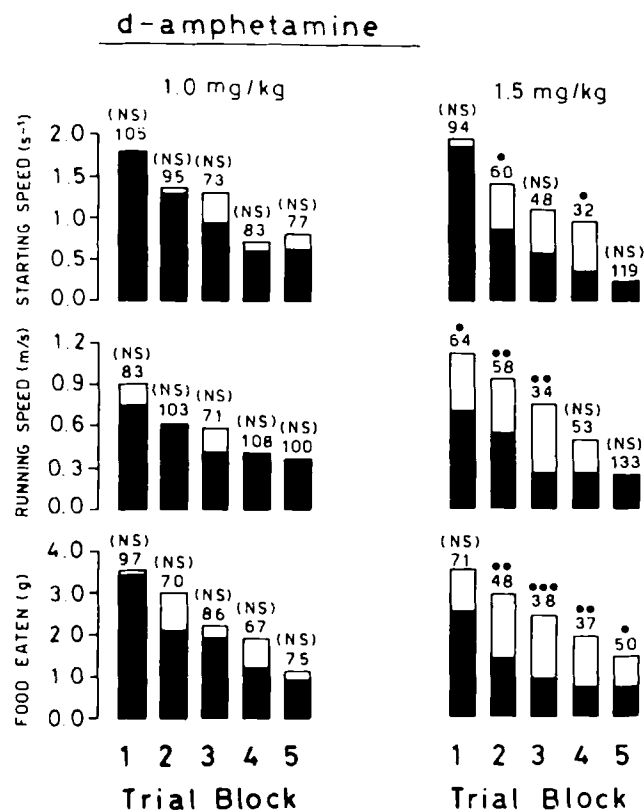 d-amphetamine
1.0 mg/kg
1.5 mg/kg
STARTING SPEED (s⁻¹)
2.0
1.5
1.0
0.5
0.0
(NS) (NS) (NS) (NS) (NS)
105 95 73 83 77
(NS) • (NS) • (NS)
94 60 48 32 119
RUNNING SPEED (m/s)
1.2
0.9
0.6
0.3
0.0
(NS) (NS) (NS) (NS) (NS)
83 103 71 108 100
• •• •• (NS) (NS)
64 58 34 53 133
FOOD EATEN (g)
4.0
3.0
2.0
1.0
0.0
(NS) (NS) (NS) (NS) (NS)
97 70 86 67 75
(NS) •• ••• •• •
71 48 38 37 50
1 2 3 4 5
1 2 3 4 5
Trial Block
Trial Block